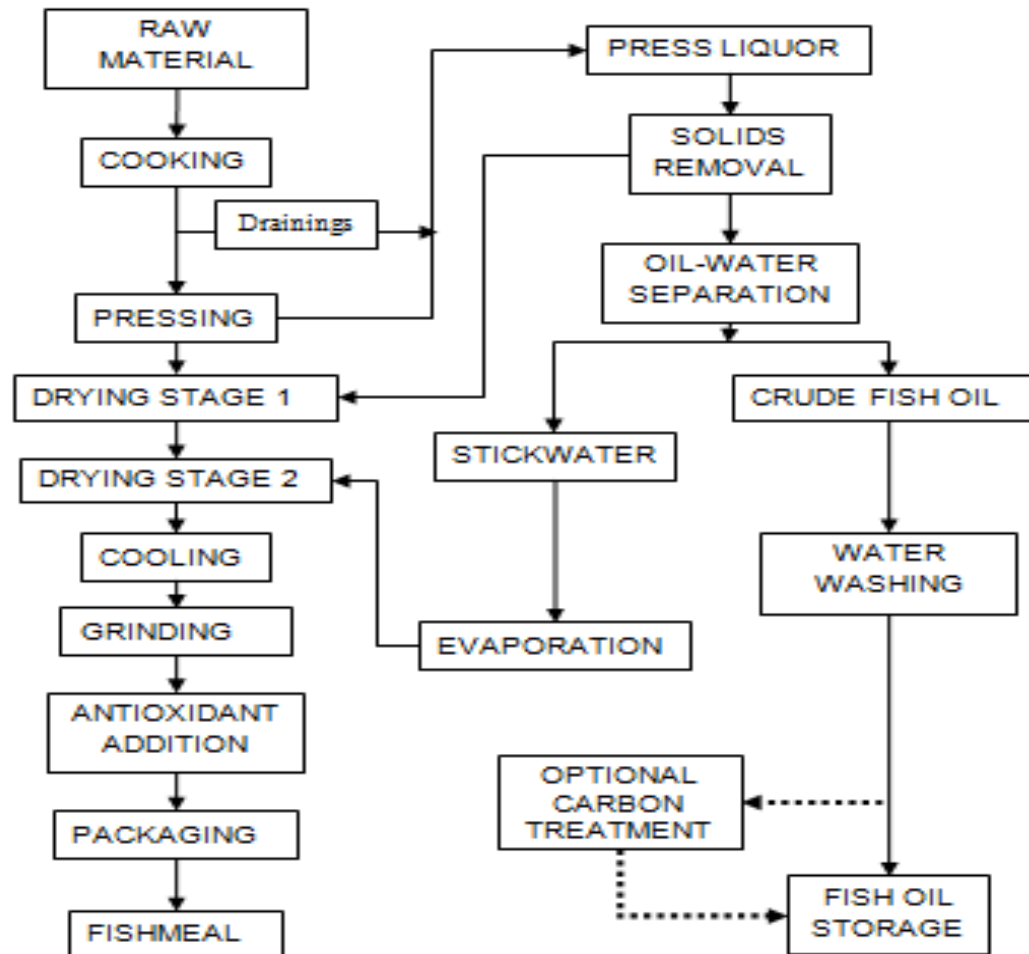 RAW
MATERIAL
COOKING
Drainings
PRESSING
DRYING STAGE 1
DRYING STAGE 2
COOLING
GRINDING
ANTIOXIDANT
ADDITION
PACKAGING
FISHMEAL
PRESS LIQUOR
SOLIDS
REMOVAL
OIL-WATER
SEPARATION
STICKWATER
EVAPORATION
CRUDE FISH OIL
WATER
WASHING
OPTIONAL
CARBON
TREATMENT
FISH OIL
STORAGE